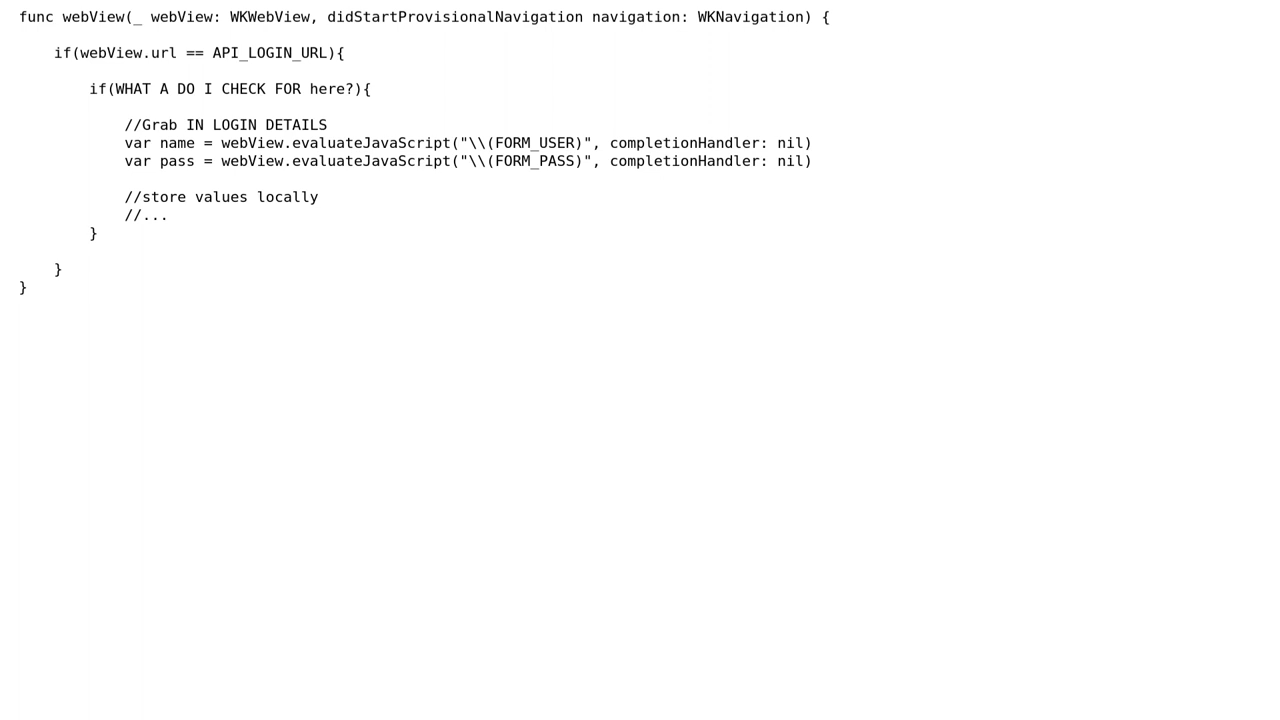 func webView(_ webView: WKWebView, didStartProvisionalNavigation navigation: WKNavigation) {
if(webView.url == API_LOGIN_URL){
if(WHAT A DO I CHECK FOR here?){
//Grab IN LOGIN DETAILS
var name = webView.evaluateJavaScript("\\(FORM_USER)", completionHandler: nil)
var pass = webView.evaluateJavaScript("\\(FORM_PASS)", completionHandler: nil)
//store values locally
//...
}
}
}